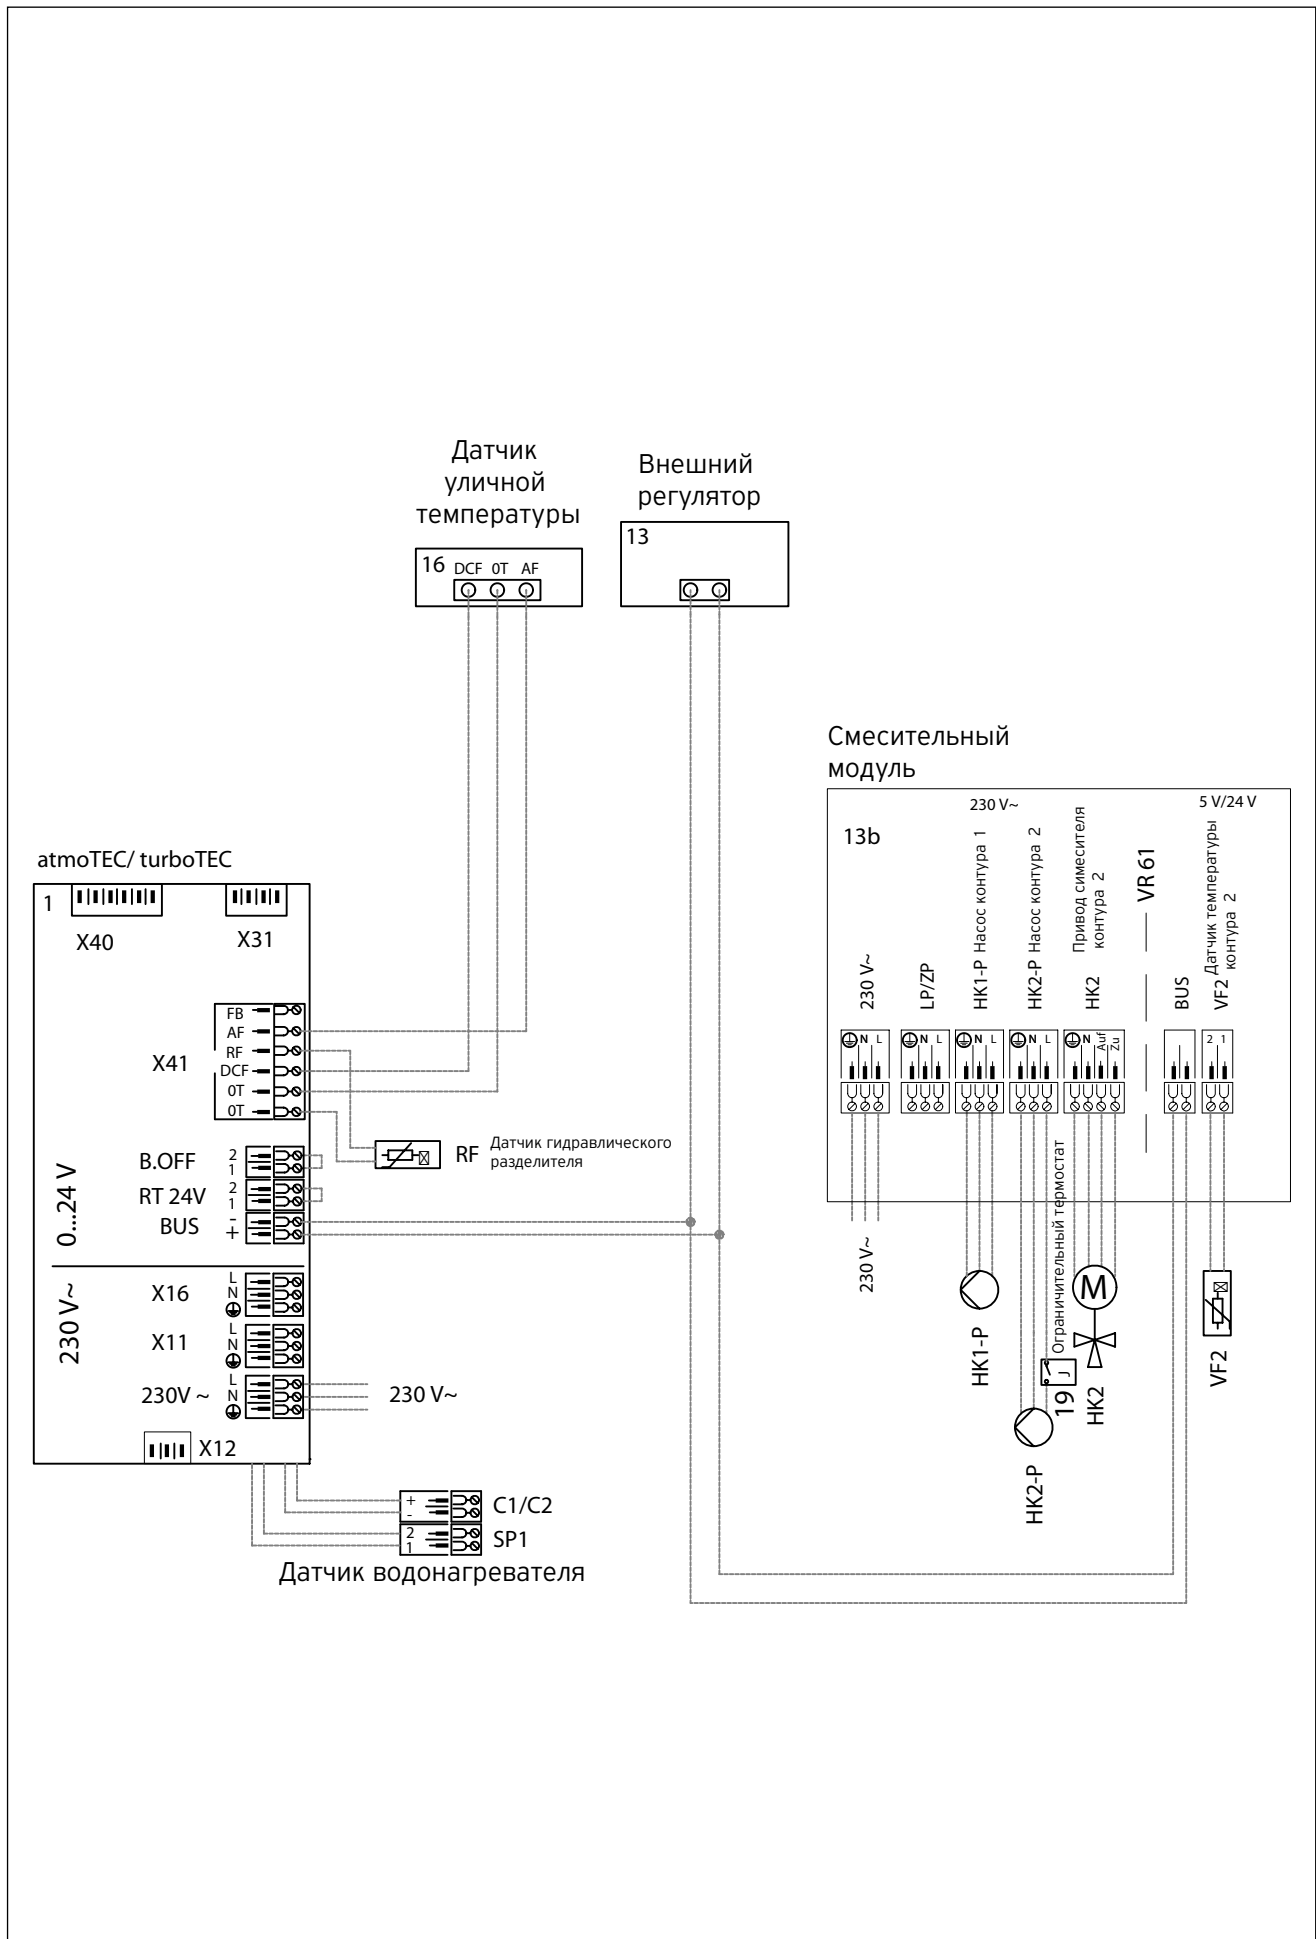 Датчик
уличной
температуры
Внешний
регулятор
16 DCF 0T AF
13
Смесительный
модуль
230 V~
5 V/24 V
13b
230 V~
LP/ZP
HK1-P Насос контура 1
HK2-P Насос контура 2
Привод симесителя
контура 2
HK2
VR 61
BUS
Датчик температуры
контура 2
VF2
N L
N L
N L
N L
N Auf Zu
2 1
atmoTEC/ turboTEC
1
X40
X31
X41
FB
AF
RF
DCF
0T
0T
RF
Датчик гидравлического
разделителя
0...24 V
B.OFF
2
1
RT 24V
2
1
BUS
-
+
230 V~
X16
L
N
X11
L
N
230V ~
L
N
230 V~
X12
+
-
C1/C2
2
1
SP1
Датчик водонагревателя
230 V~
HK1-P
Ограничительный термостат
M
19
HK2
HK2-P
VF2